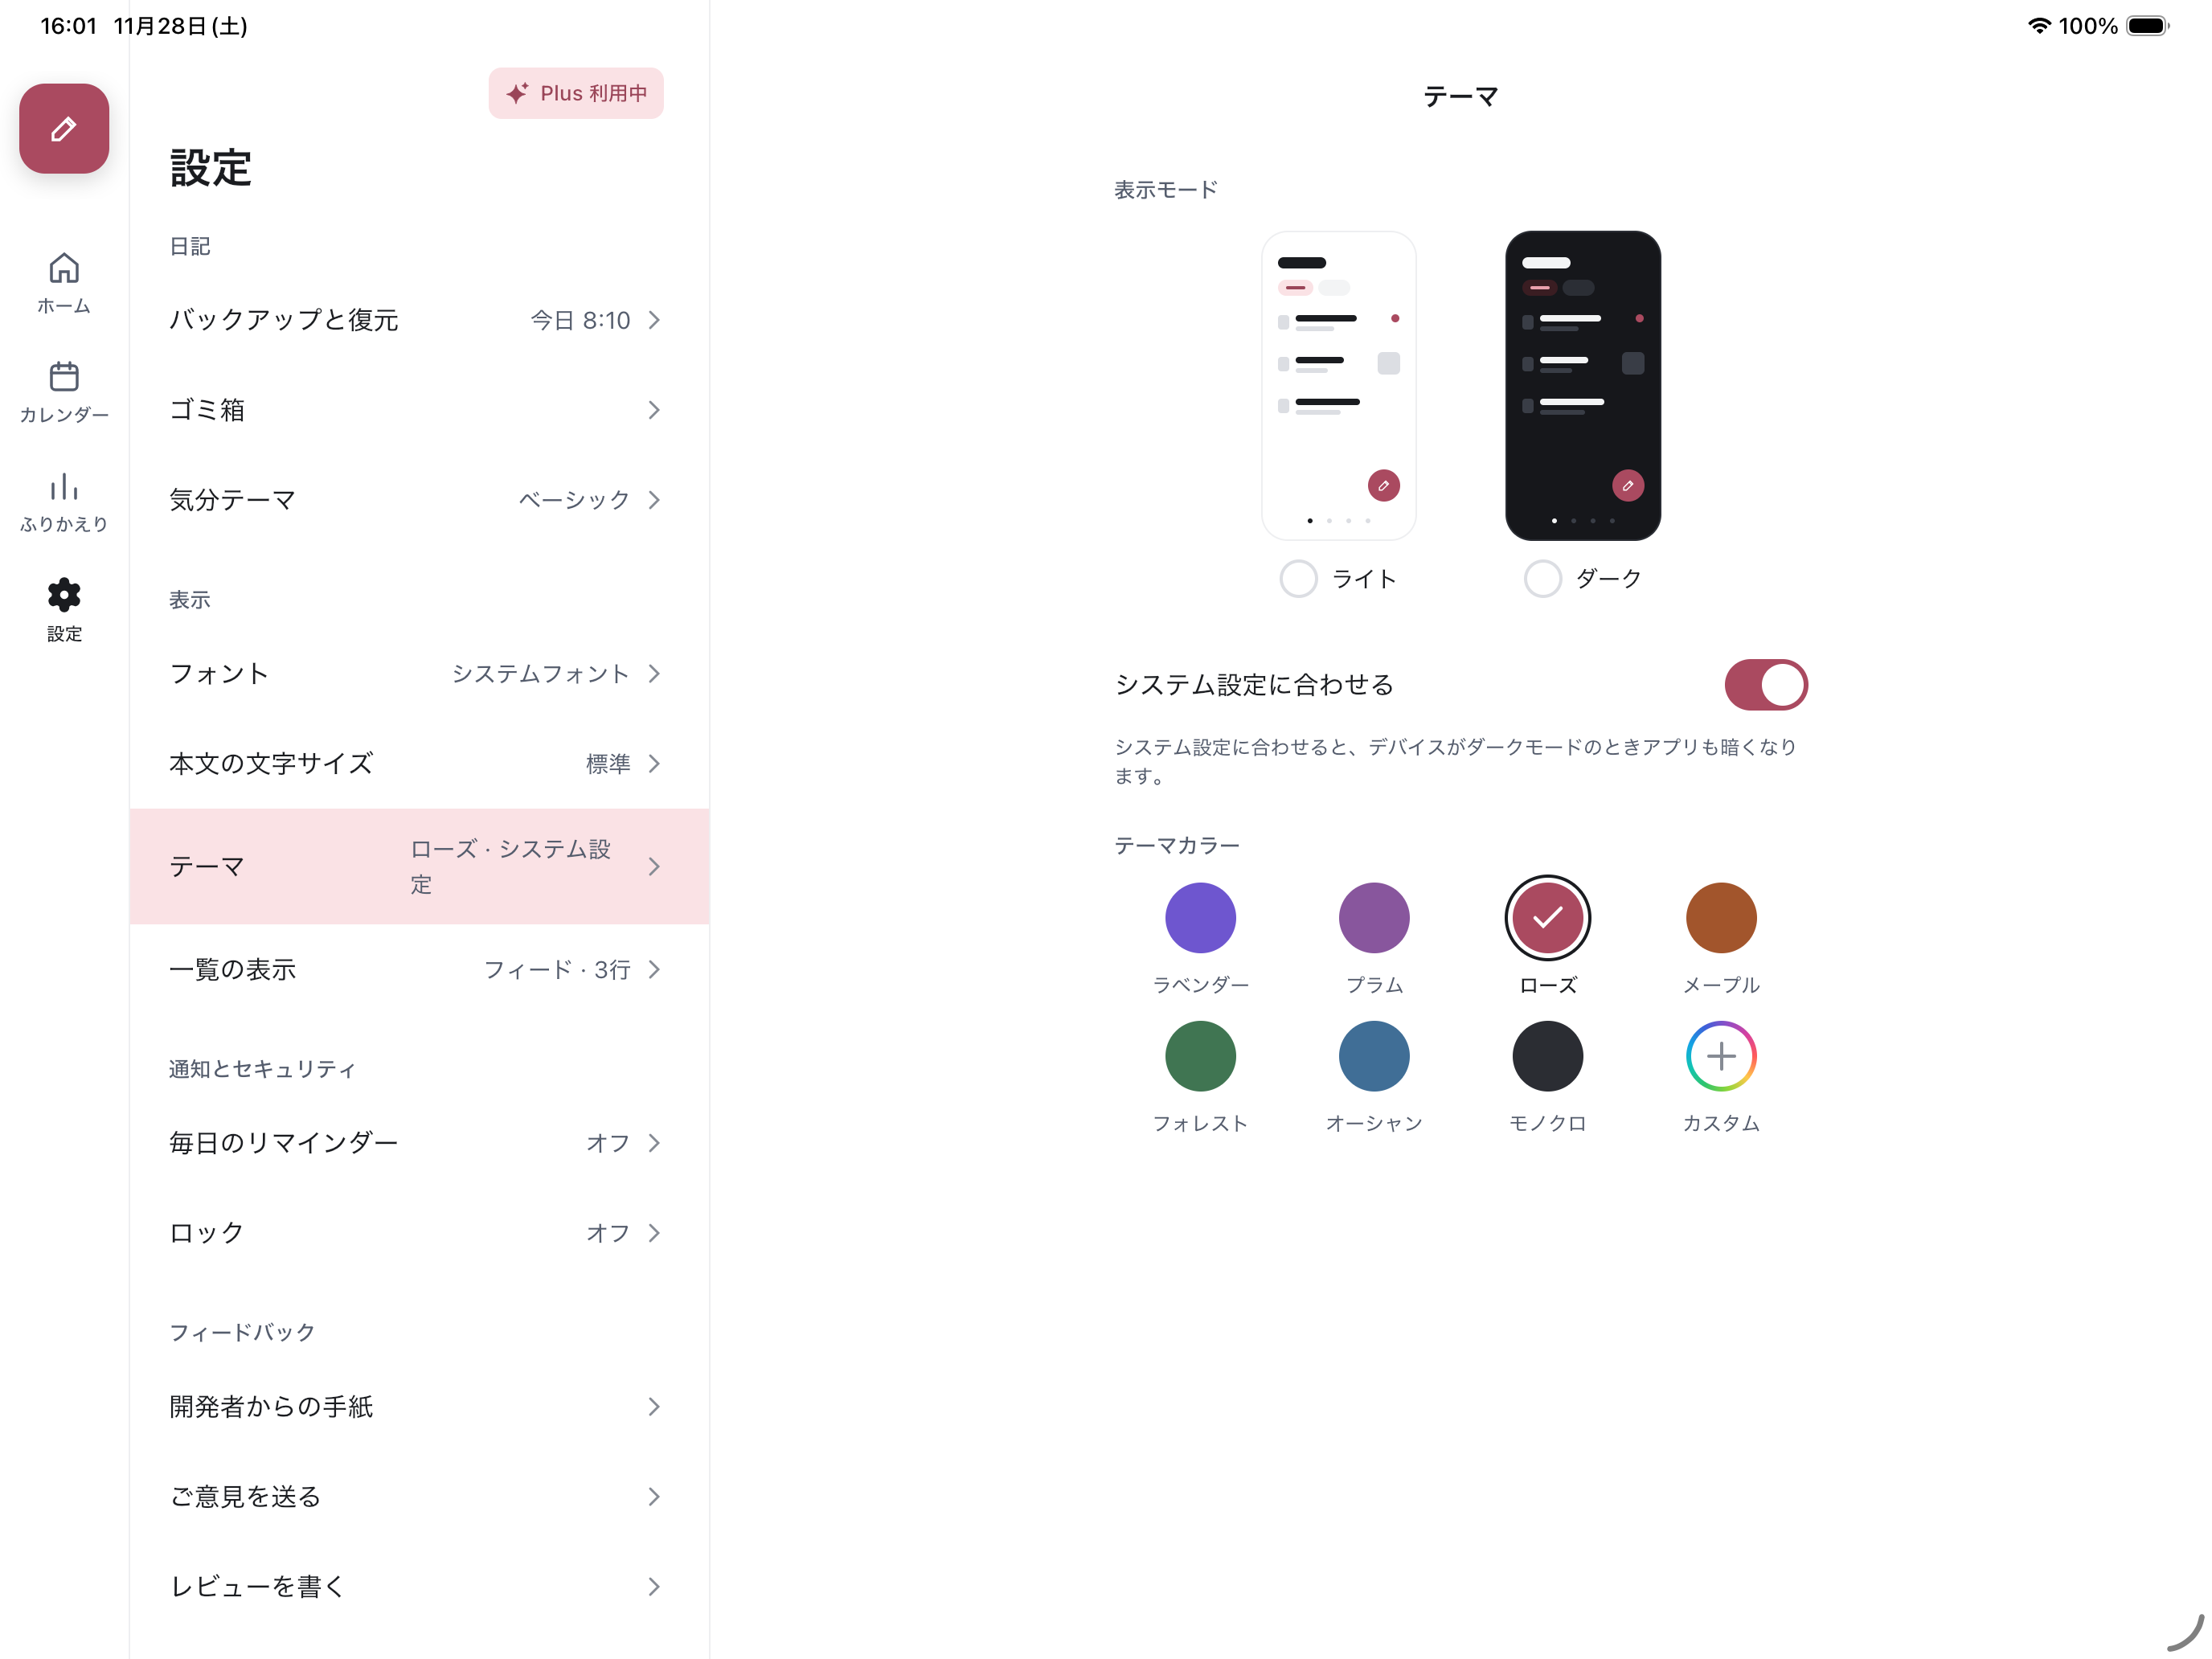 16:01 11月28日(土)
100%
Plus 利用中
設定
ホーム
カレンダー
ふりかえり
設定
日記
バックアップと復元 今日 8:10
ゴミ箱
気分テーマ ベーシック
表示
フォント システムフォント
本文の文字サイズ 標準
テーマ ローズ · システム設
定
一覧の表示 フィード · 3行
通知とセキュリティ
毎日のリマインダー オフ
ロック オフ
フィードバック
開発者からの手紙
ご意見を送る
レビューを書く
テーマ
表示モード
ライト ダーク
システム設定に合わせる
システム設定に合わせると、デバイスがダークモードのときアプリも暗くなり
ます。
テーマカラー
ラベンダー プラム ローズ メープル
フォレスト オーシャン モノクロ カスタム